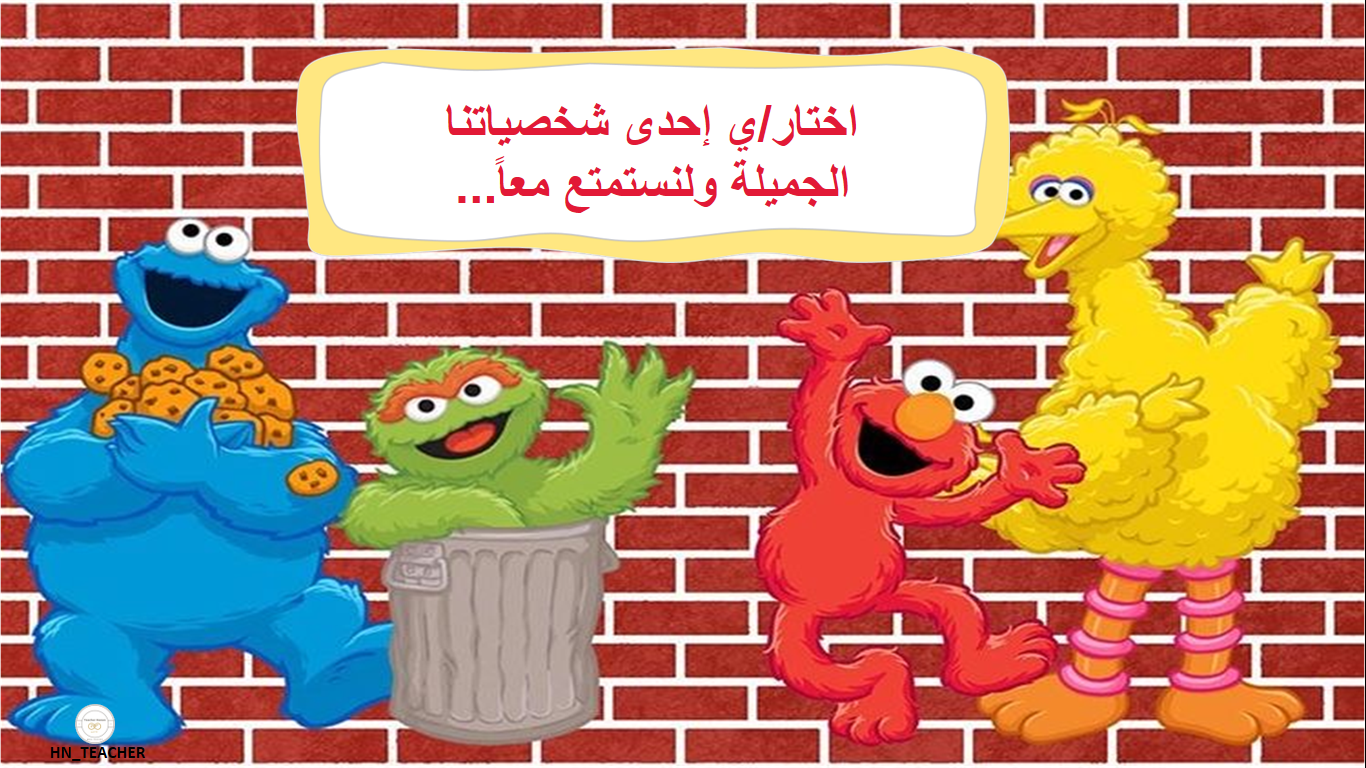 اختار/ي إحدى شخصياتنا
الجميلة ولنستمتع معاً...
HN_TEACHER